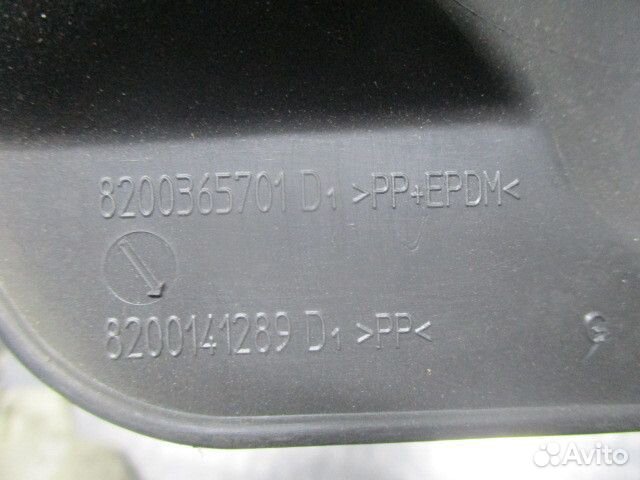 8200365701 D1 >PP+EPDM<
8200141289 D1 >PP<
Avito